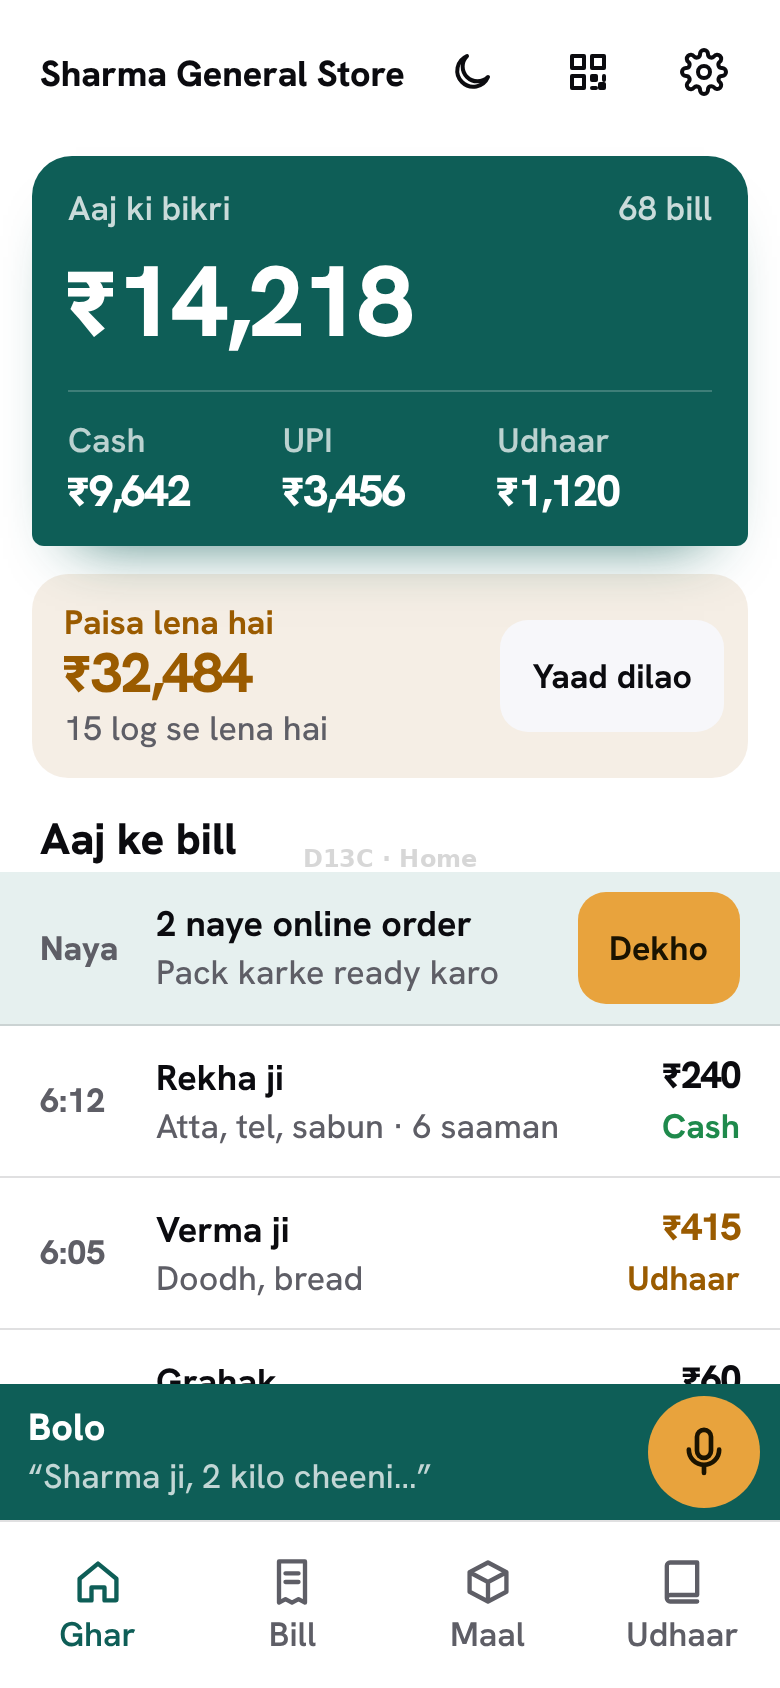 Sharma General Store
Aaj ki bikri
68 bill
₹14,218
Cash
UPI
Udhaar
₹9,642
₹3,456
₹1,120
Paisa lena hai
₹32,484
15 log se lena hai
Yaad dilao
Aaj ke bill
D13C · Home
Naya
2 naye online order
Pack karke ready karo
Dekho
6:12
Rekha ji
Atta, tel, sabun · 6 saaman
₹240
Cash
6:05
Verma ji
Doodh, bread
₹415
Udhaar
Grahak
₹60
Bolo
“Sharma ji, 2 kilo cheeni...”
Ghar
Bill
Maal
Udhaar